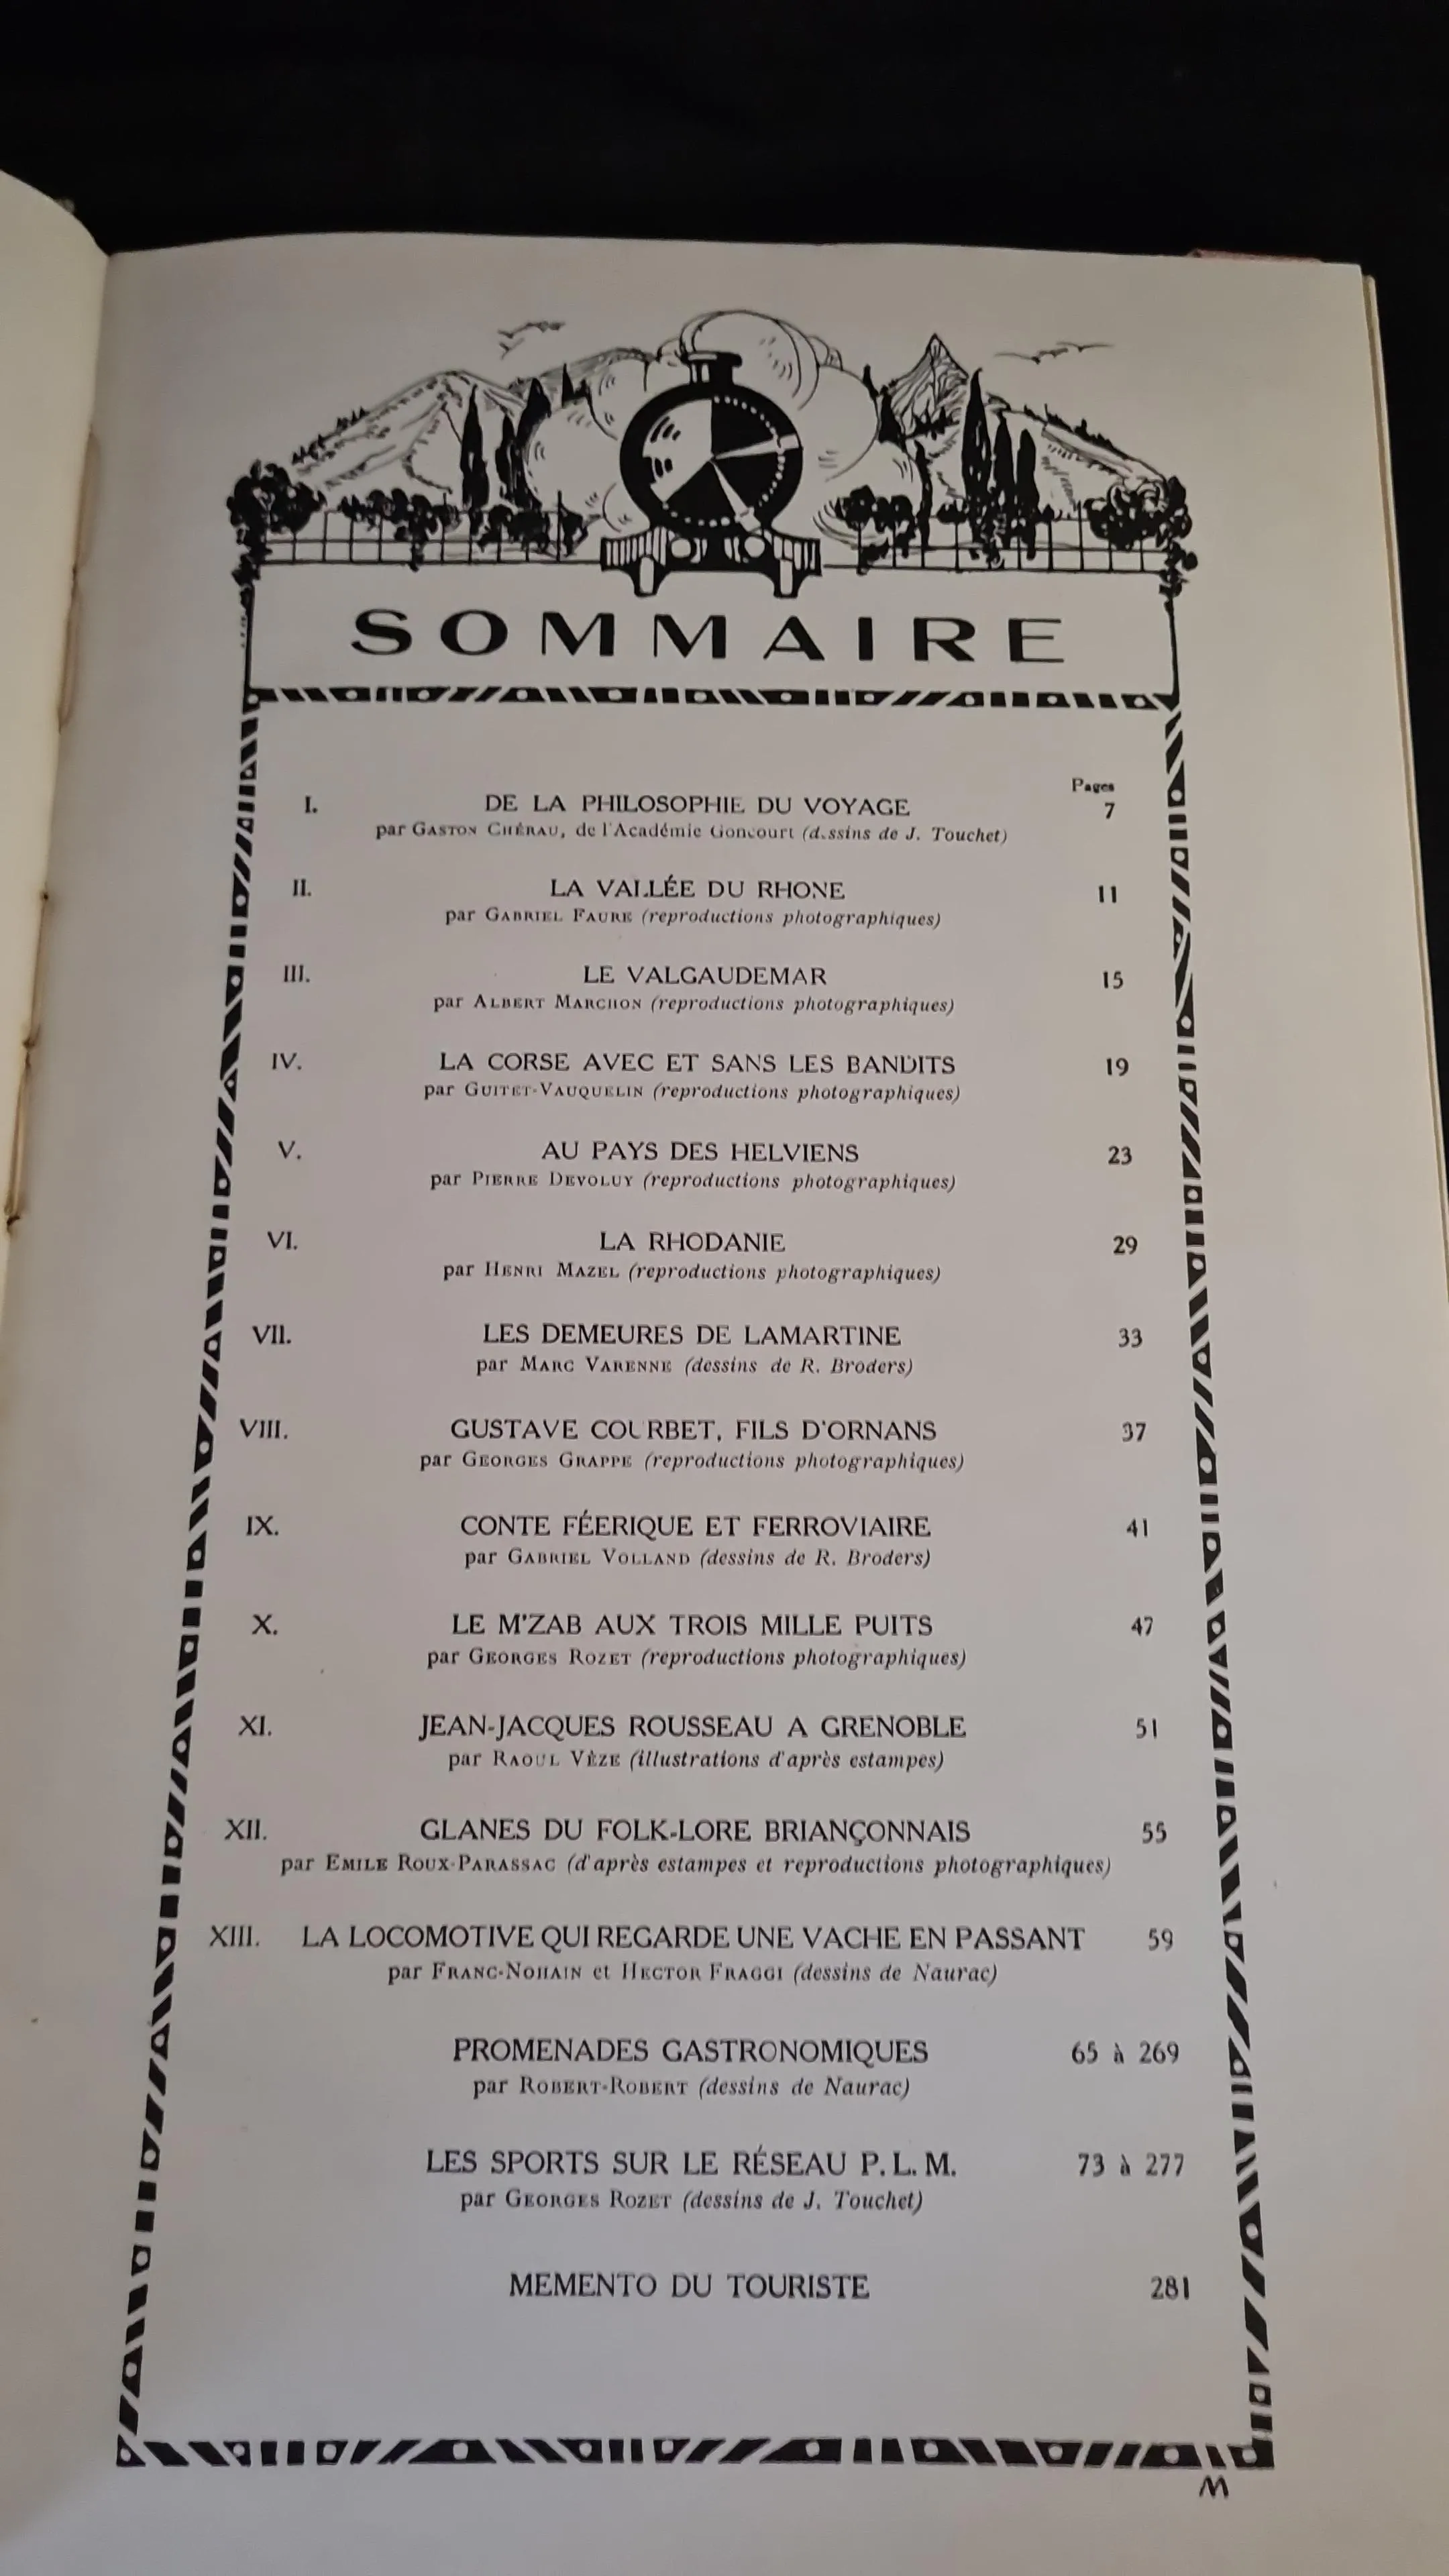 SOMMAIRE
Pages
I. DE LA PHILOSOPHIE DU VOYAGE 7
par GASTON CHÉRAU, de l'Académie Goncourt (dessins de J. Touchet)
II. LA VALLÉE DU RHONE 11
par GABRIEL FAURE (reproductions photographiques)
III. LE VALGAUDEMAR 15
par ALBERT MARCHON (reproductions photographiques)
IV. LA CORSE AVEC ET SANS LES BANDITS 19
par GUITET-VAUQUELIN (reproductions photographiques)
V. AU PAYS DES HELVIENS 23
par PIERRE DEVOLUY (reproductions photographiques)
VI. LA RHODANIE 29
par HENRI MAZEL (reproductions photographiques)
VII. LES DEMEURES DE LAMARTINE 33
par MARC VARENNE (dessins de R. Broders)
VIII. GUSTAVE COURBET, FILS D'ORNANS 37
par GEORGES GRAPPE (reproductions photographiques)
IX. CONTE FÉERIQUE ET FERROVIAIRE 41
par GABRIEL VOLLAND (dessins de R. Broders)
X. LE M'ZAB AUX TROIS MILLE PUITS 47
par GEORGES ROZET (reproductions photographiques)
XI. JEAN-JACQUES ROUSSEAU A GRENOBLE 51
par RAOUL VÈZE (illustrations d'après estampes)
XII. GLANES DU FOLK-LORE BRIANÇONNAIS 55
par EMILE ROUX-PARASSAC (d'après estampes et reproductions photographiques)
XIII. LA LOCOMOTIVE QUI REGARDE UNE VACHE EN PASSANT 59
par FRANC-NOHAIN et HECTOR FRAGGI (dessins de Naurac)
PROMENADES GASTRONOMIQUES 65 à 269
par ROBERT-ROBERT (dessins de Naurac)
LES SPORTS SUR LE RÉSEAU P.L.M. 73 à 277
par GEORGES ROZET (dessins de J. Touchet)
MEMENTO DU TOURISTE 281
M